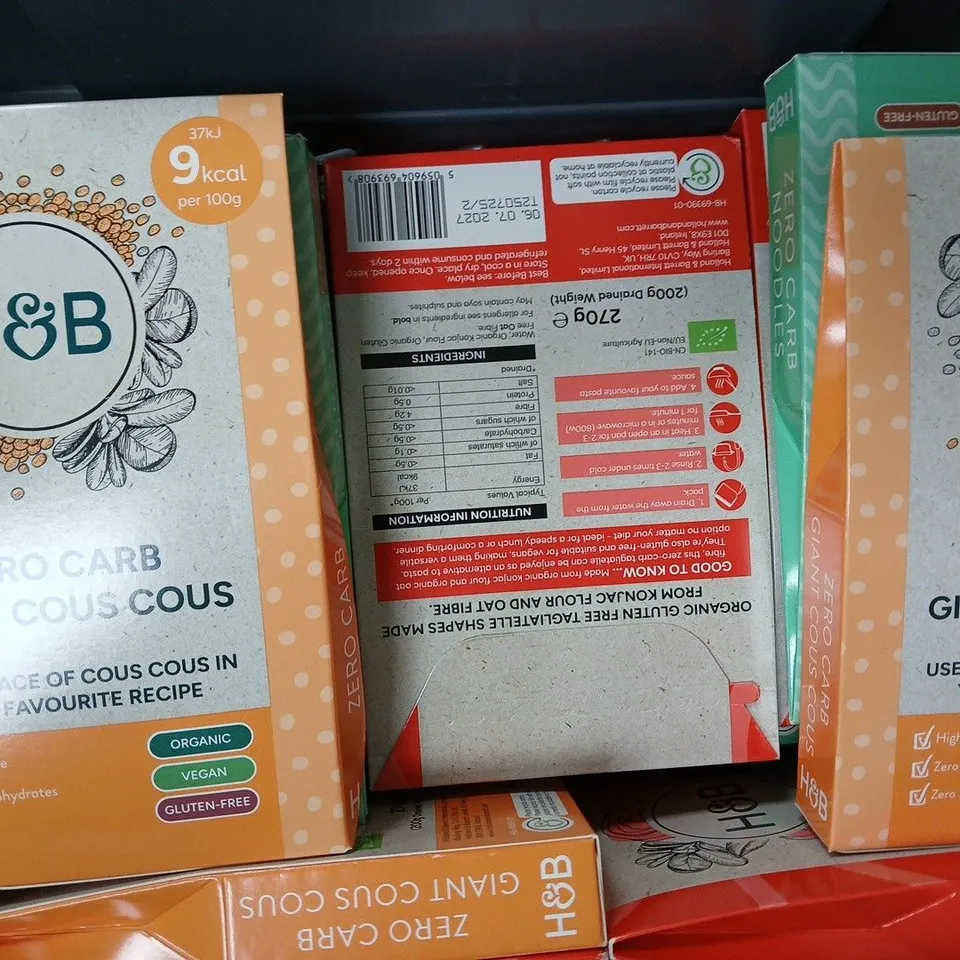 37kJ
9kcal
per 100g
&B
RO CARB
COUS COUS
ACE OF COUS COUS IN
FAVOURITE RECIPE
ohydrates
ORGANIC
VEGAN
GLUTEN-FREE
ZERO CARB
H
ORGANIC GLUTEN FREE TAGLIATELLE SHAPES MADE
FROM KONJAC FLOUR AND OAT FIBRE.
GOOD TO KNOW... Made from organic konjac flour and organic oat
fibre, this zero-carb tagliatelle can be enjoyed as an alternative to pasta.
They're also gluten-free and suitable for vegans, making them a versatile
option no matter your diet - ideal for a speedy lunch or a comforting dinner.
1. Drain away the water from the
pack
2. Rinse 2-3 times under cold
water
3. Heat in an open pan for 2-3
minutes or in a microwave (800w)
for 1 minute
4. Add to your favourite pasta
sauce
CN-BIO-141
EU/Non-EU Agriculture
270g e
(200g Drained Weight)
NUTRITION INFORMATION
Typical Values Per 100g*
Energy 37kJ
9kcal
Fat <0.5g
of which saturates <0.1g
Carbohydrate <0.5g
of which sugars <0.5g
Fibre 4.2g
Protein 0.5g
Salt <0.01g
*Drained
INGREDIENTS
Water, Organic Konjac Flour, Organic Gluten
Free Oat Fibre.
For allergens see ingredients in bold.
May contain soya and sulphites
Best Before: see below.
Store in a cool, dry place. Once opened, keep
refrigerated and consume within 2 days.
06. 07. 2027
T250725/2
5 059604 693908 >
Holland & Barrett International Limited,
Barling Way, CV10 7RH, UK.
Holland & Barrett Limited, 45 Henry St,
D01 E9X8, Ireland.
www.hollandandbarrett.com
HB-69390-01
Please recycle carton.
Please recycle film with soft
plastic at collection points, not
currently recyclable at home.
H&B
ZERO CARB
NOODLES
GLUTEN-FREE
ZERO CARB
GIANT COUS COUS
H&B
GI
USE
High
Zero
Zero
H&B
ZERO CARB
GIANT COUS COUS
H&B